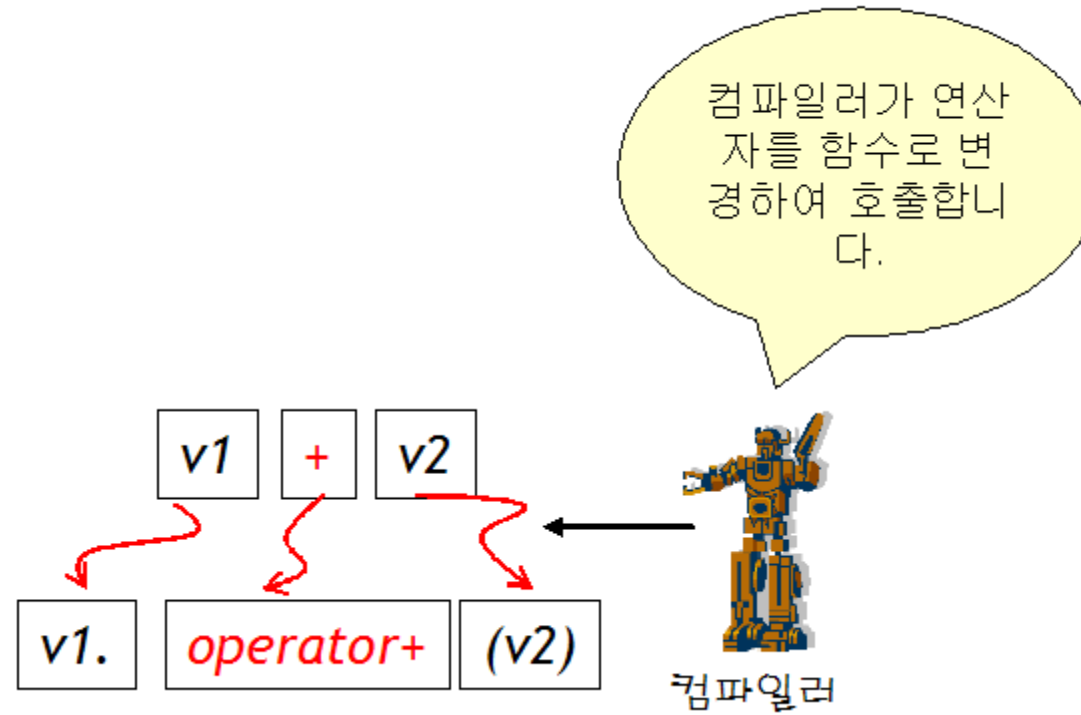 컴파일러가 연산
자를 함수로 변
경하여 호출합니
다.
v1 + v2
v1. operator+ (v2)
컴파일러